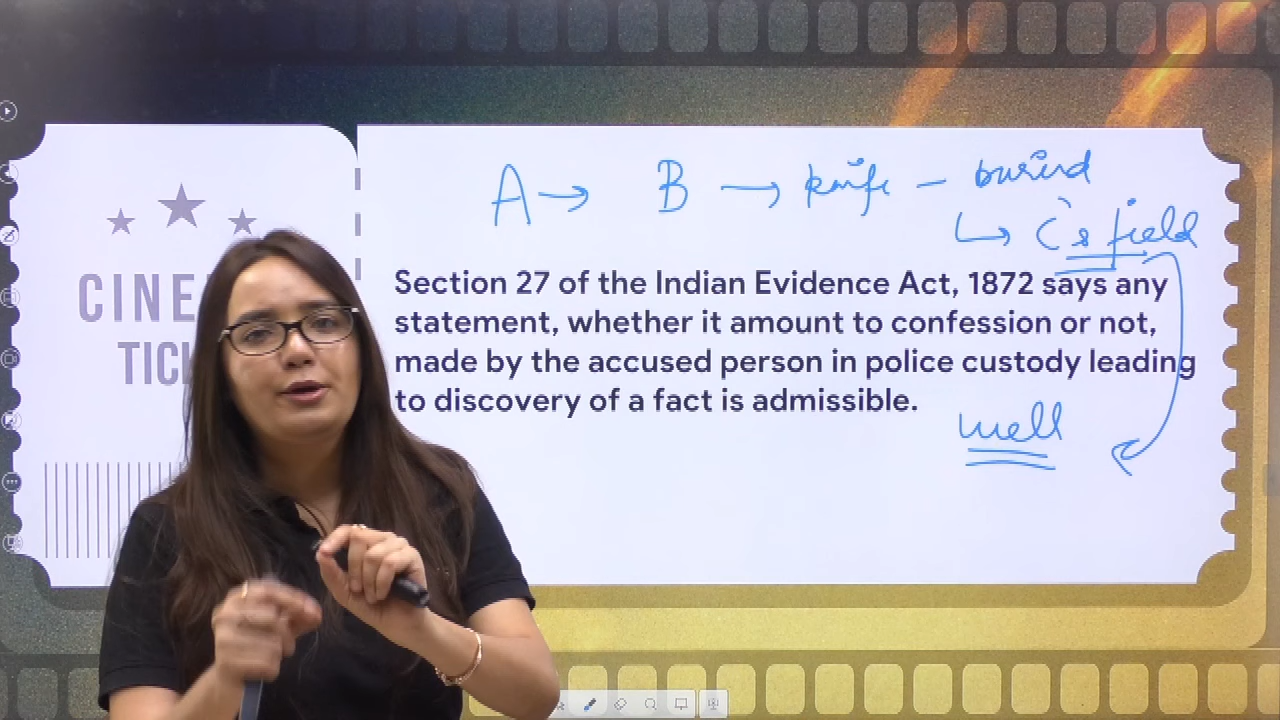 A → B → knife - buried
↳ C's field
CINE
TICK
Section 27 of the Indian Evidence Act, 1872 says any
statement, whether it amount to confession or not,
made by the accused person in police custody leading
to discovery of a fact is admissible.
well